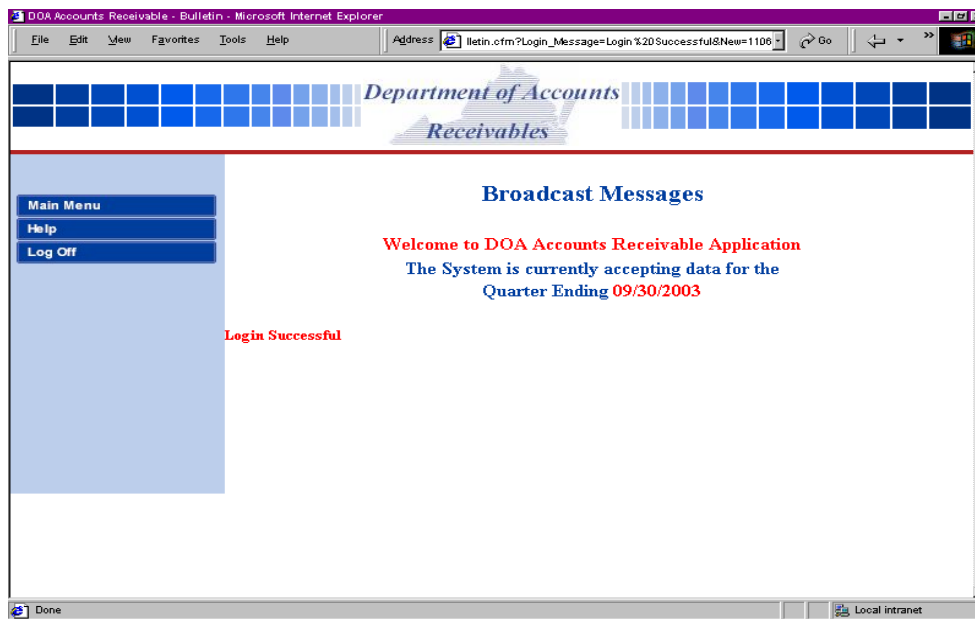 DOA Accounts Receivable - Bulletin - Microsoft Internet Explorer
File Edit View Favorites Tools Help Address lletin.cfm?Login_Message=Login%20Successful&New=1106 Go »
Department of Accounts
Receivables
Main Menu
Help
Log Off
Broadcast Messages
Welcome to DOA Accounts Receivable Application
The System is currently accepting data for the
Quarter Ending 09/30/2003
Login Successful
Done Local intranet